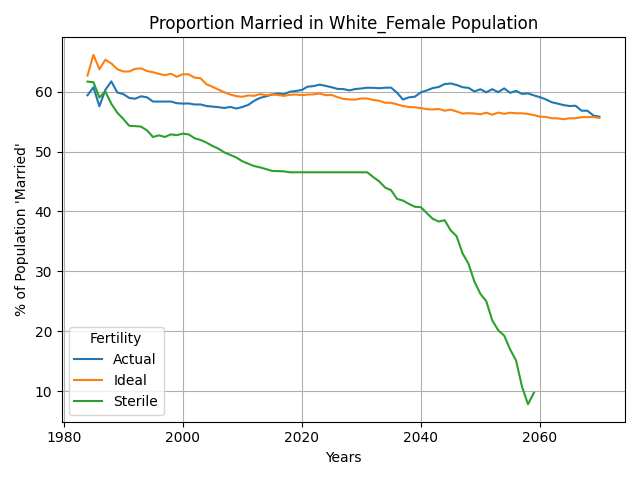 Proportion Married in White_Female Population
% of Population 'Married'
60
50
40
30
20
10
Fertility
Actual
Ideal
Sterile
1980 2000 2020 2040 2060
Years